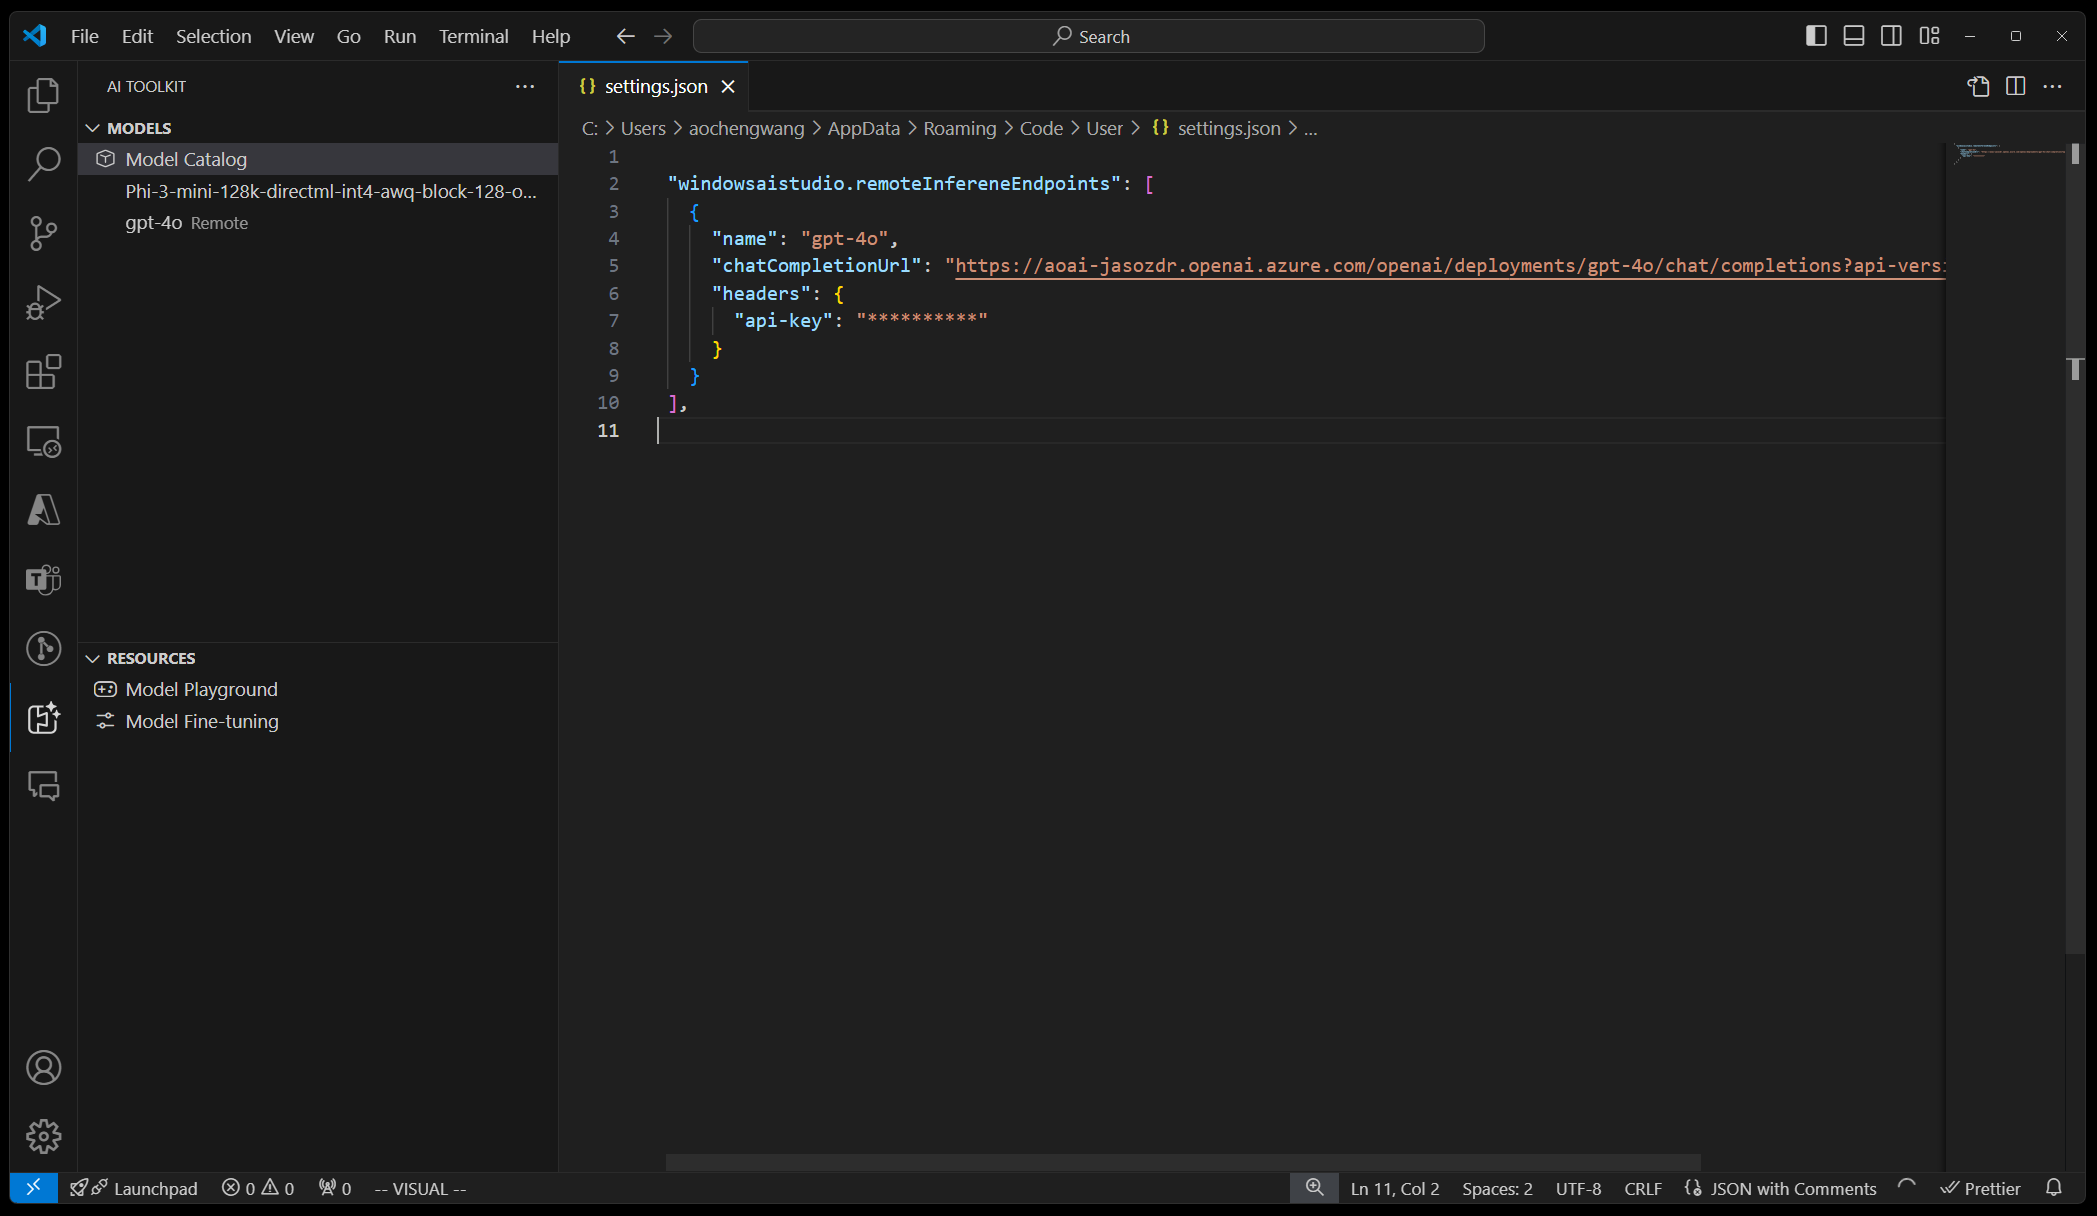 File Edit Selection View Go Run Terminal Help Search
AI TOOLKIT
MODELS
Model Catalog
Phi-3-mini-128k-directml-int4-awq-block-128-o...
gpt-4o Remote
RESOURCES
Model Playground
Model Fine-tuning
{} settings.json
C: > Users > aochengwang > AppData > Roaming > Code > User > {} settings.json > ...
1
2 "windowsaistudio.remoteInfereneEndpoints": [
3 {
4 "name": "gpt-4o",
5 "chatCompletionUrl": "https://aoai-jasozdr.openai.azure.com/openai/deployments/gpt-4o/chat/completions?api-versi
6 "headers": {
7 "api-key": "**********"
8 }
9 }
10 ],
11
Launchpad 0 0 0 -- VISUAL -- Ln 11, Col 2 Spaces: 2 UTF-8 CRLF JSON with Comments Prettier